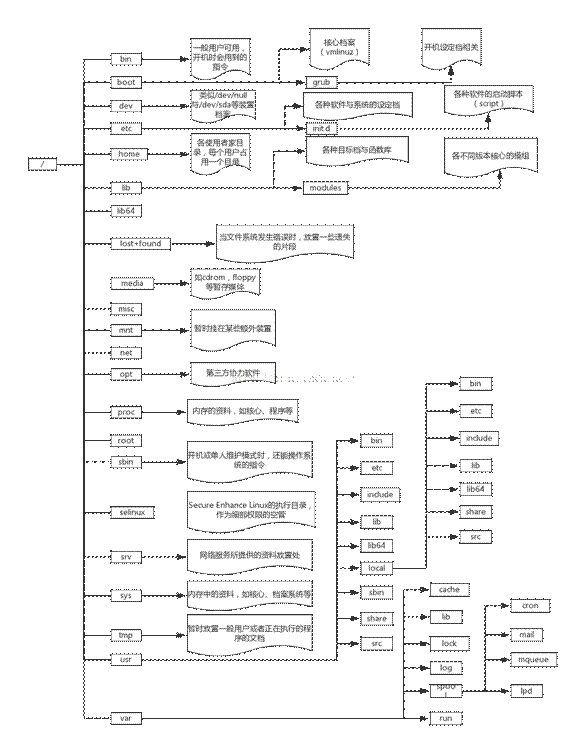 /
bin
一般用户可用，
开机时会用到的
指令
boot
核心档案
（vmlinuz）
grub
开机设定档相关
dev
类似/dev/null
与/dev/sda等装置
档案
etc
各种软件与系统的设定档
init.d
各种软件的启动脚本
（script）
home
各使用者家目
录，每个用户占
用一个目录
lib
各种目标档与函数库
modules
各不同版本核心的模组
lib64
lost+found
当文件系统发生错误时，放置一些遗失
的片段
media
如cdrom，floppy
等暂存媒体
misc
mnt
暂时挂在某些额外装置
net
opt
第三方协力软件
proc
内存的资料，如核心、程序等
root
sbin
开机或单人维护模式时，还能操作系
统的指令
selinux
Secure Enhance Linux的执行目录，
作为细部权限的空管
srv
网络服务所提供的资料放置处
sys
内存中的资料，如核心、档案系统等
tmp
暂时放置一般用户或者正在执行的程
序的文档
usr
bin
etc
include
lib
lib64
local
sbin
share
src
bin
etc
include
lib
lib64
share
src
var
cache
lib
lock
log
spoo
l
run
cron
mail
mqueue
lpd